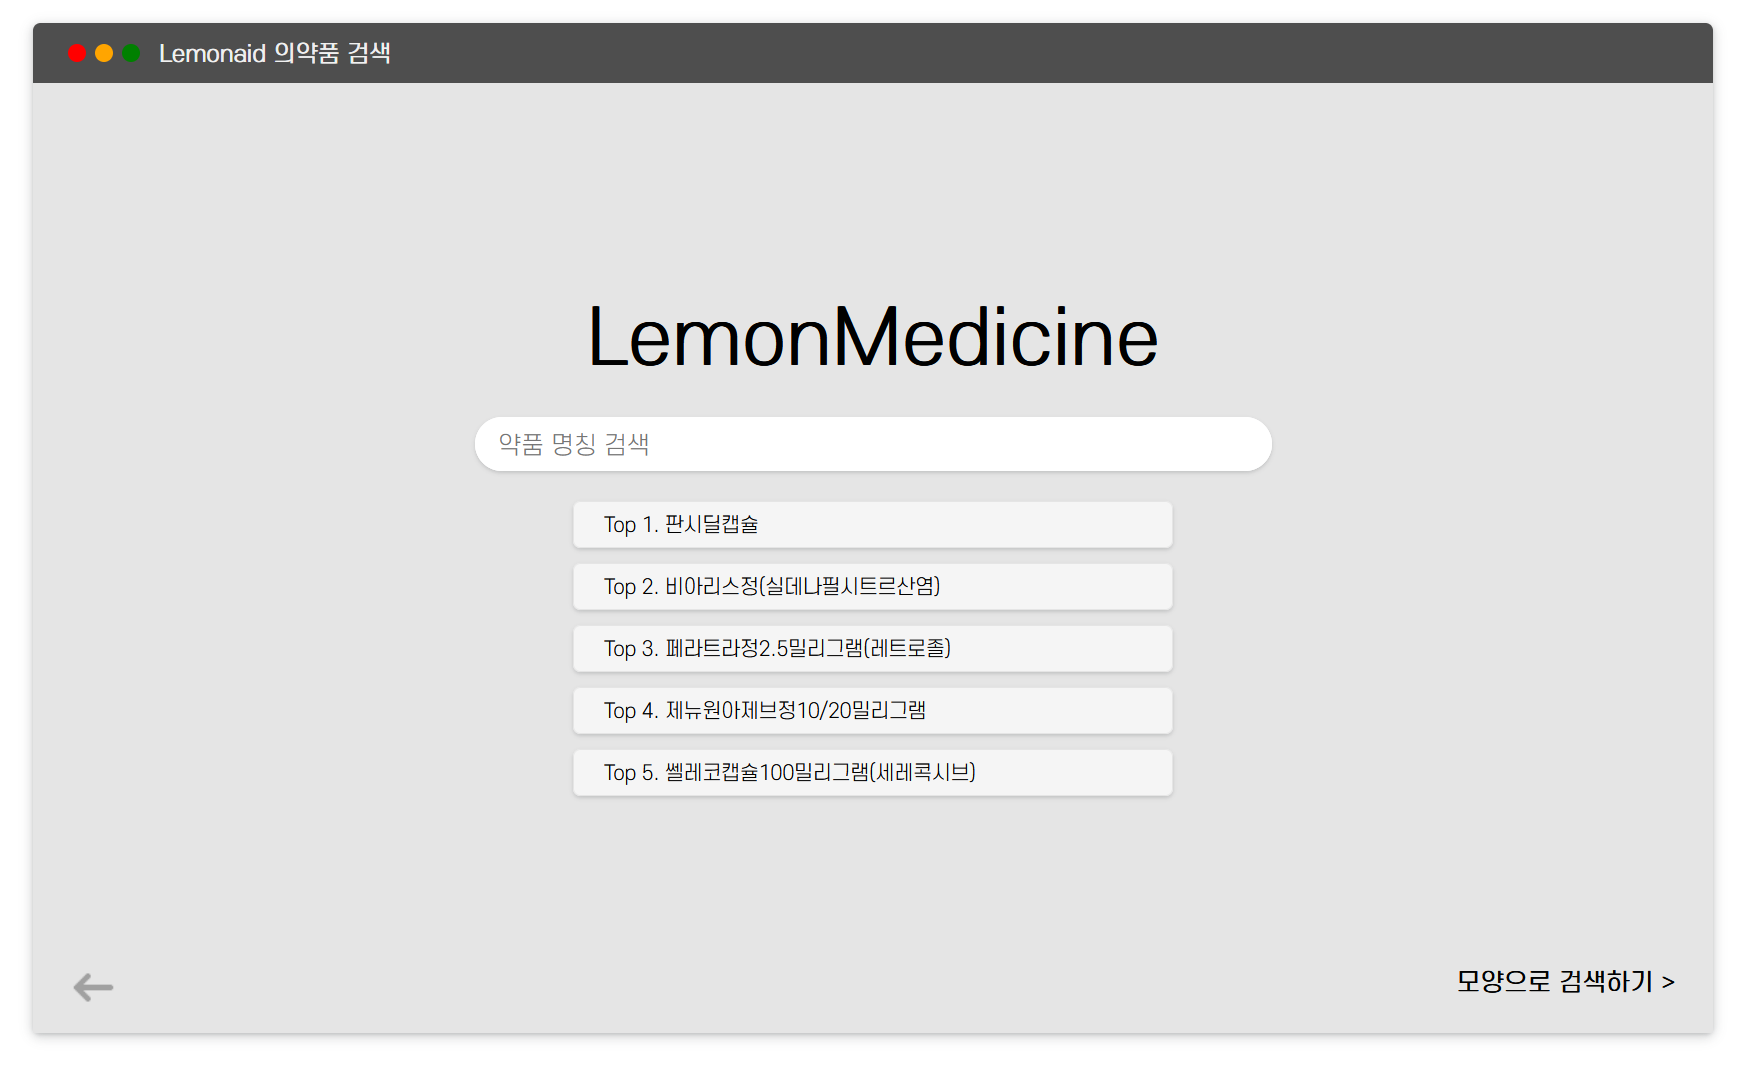 Lemonaid 의약품 검색
LemonMedicine
약품 명칭 검색
Top 1. 판시딜캡슐
Top 2. 비아리스정(실데나필시트르산염)
Top 3. 페라트라정2.5밀리그램(레트로졸)
Top 4. 제뉴원아제브정10/20밀리그램
Top 5. 쎌레코캡슐100밀리그램(세레콕시브)
모양으로 검색하기 >